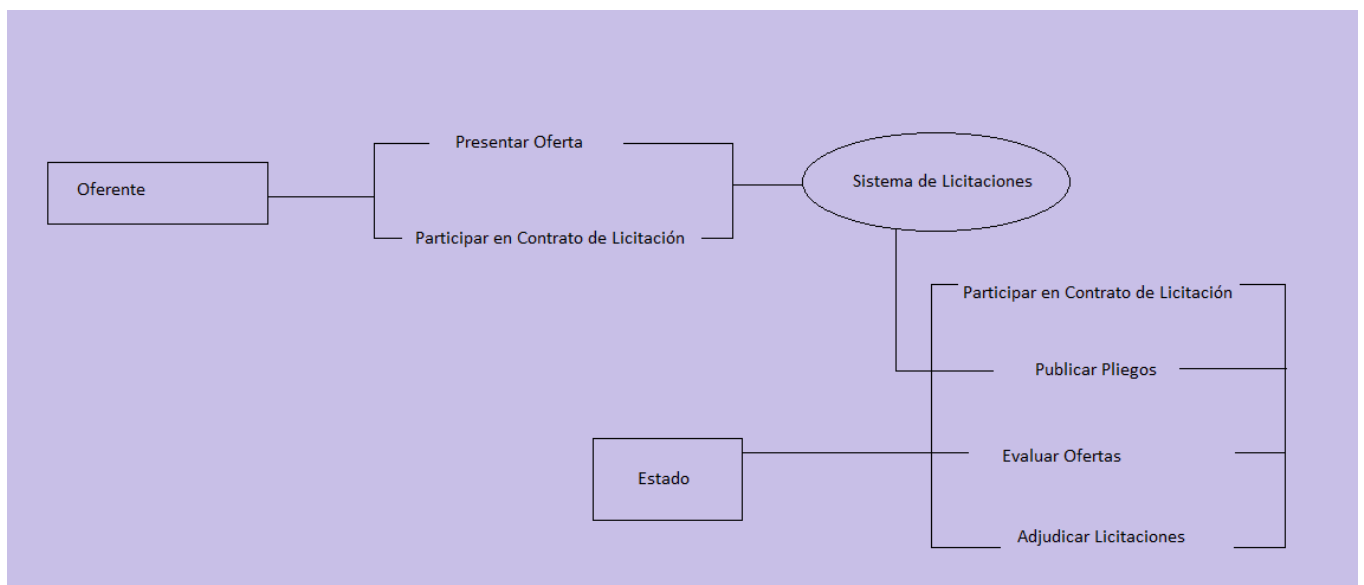 Presentar Oferta
Oferente
Sistema de Licitaciones
Participar en Contrato de Licitación
Participar en Contrato de Licitación
Publicar Pliegos
Evaluar Ofertas
Estado
Adjudicar Licitaciones